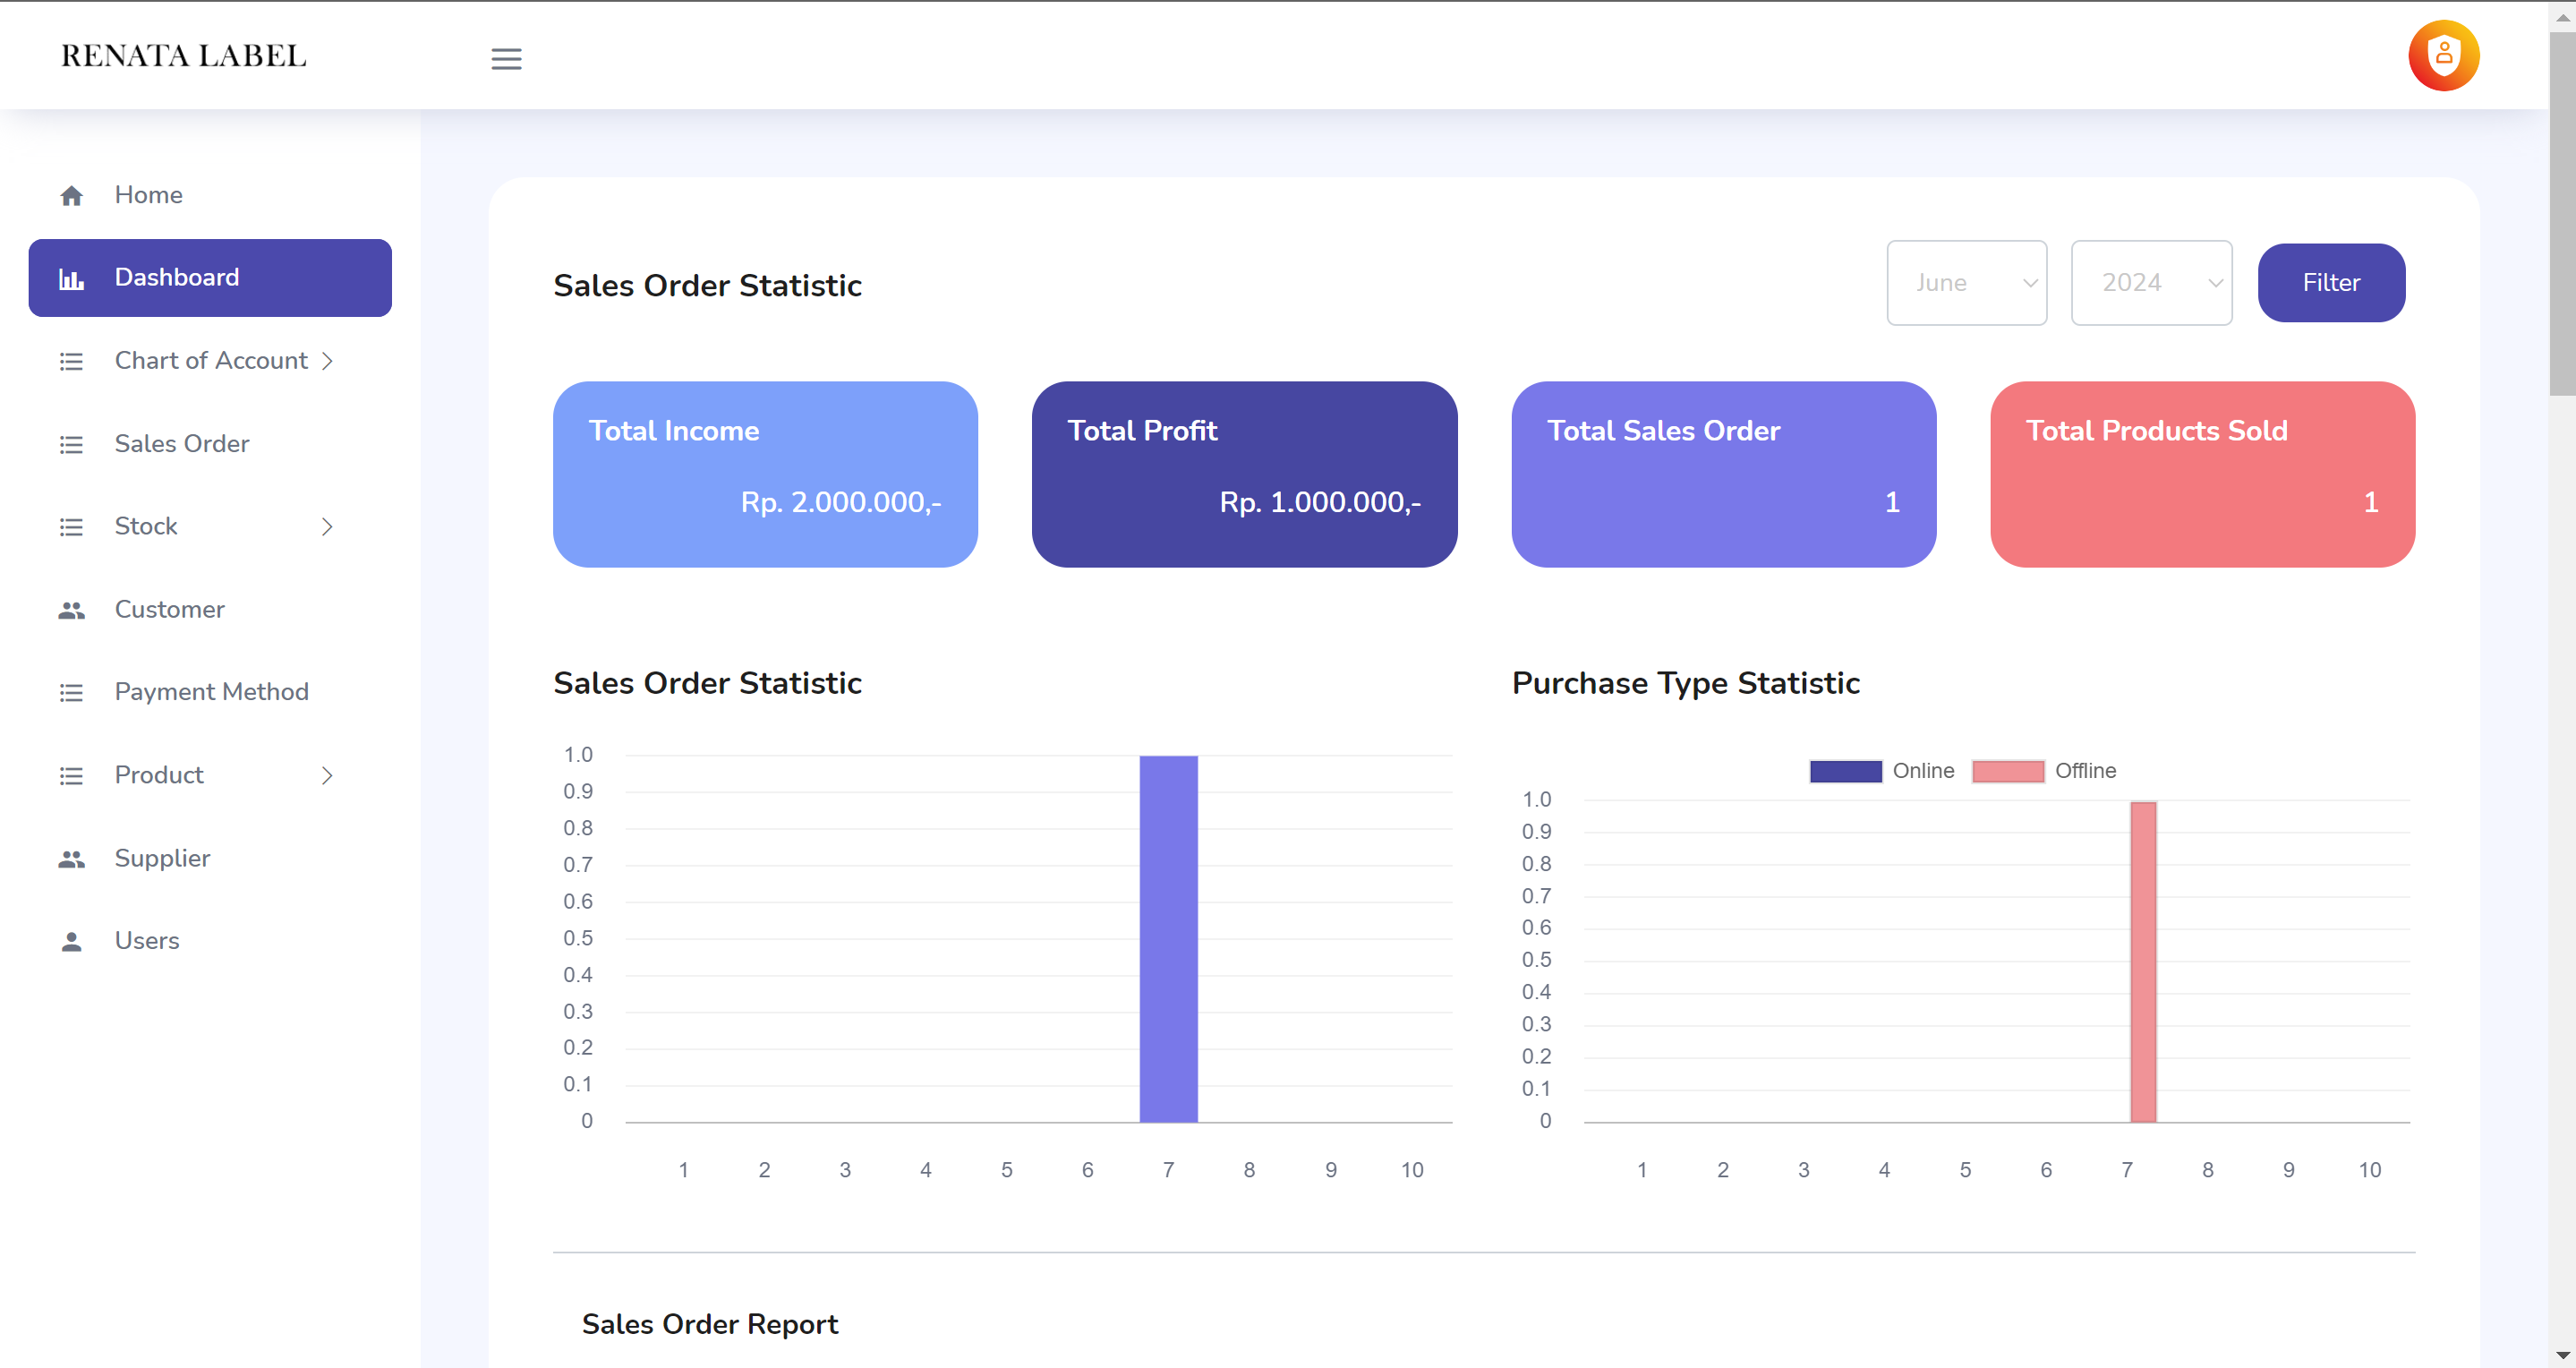 RENATA LABEL
Home
Dashboard
Chart of Account
Sales Order
Stock
Customer
Payment Method
Product
Supplier
Users
Sales Order Statistic
June
2024
Filter
Total Income
Rp. 2.000.000,-
Total Profit
Rp. 1.000.000,-
Total Sales Order
1
Total Products Sold
1
Sales Order Statistic
1.0
0.9
0.8
0.7
0.6
0.5
0.4
0.3
0.2
0.1
0
1 2 3 4 5 6 7 8 9 10
Purchase Type Statistic
Online Offline
1.0
0.9
0.8
0.7
0.6
0.5
0.4
0.3
0.2
0.1
0
1 2 3 4 5 6 7 8 9 10
Sales Order Report